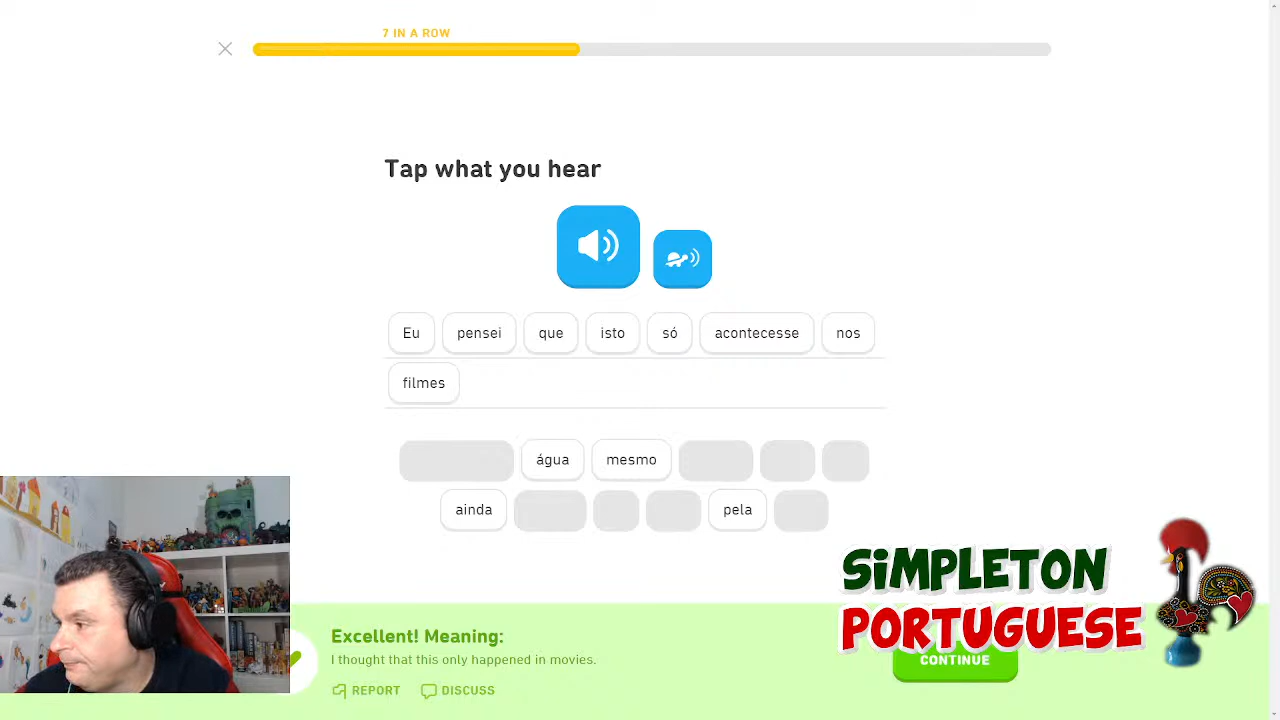 7 IN A ROW
Tap what you hear
Eu pensei que isto só acontecesse nos
filmes
água mesmo
ainda pela
SiMPLETON
PORTUGUESE
Excellent! Meaning:
I thought that this only happened in movies.
CONTINUE
REPORT DISCUSS